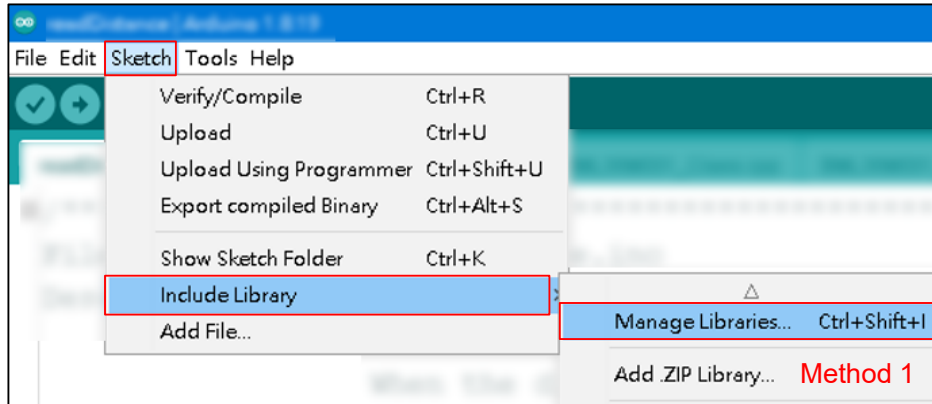 File Edit Sketch Tools Help
Verify/Compile Ctrl+R
Upload Ctrl+U
Upload Using Programmer Ctrl+Shift+U
Export compiled Binary Ctrl+Alt+S
Show Sketch Folder Ctrl+K
Include Library
Add File...
Manage Libraries... Ctrl+Shift+I
Add .ZIP Library... Method 1